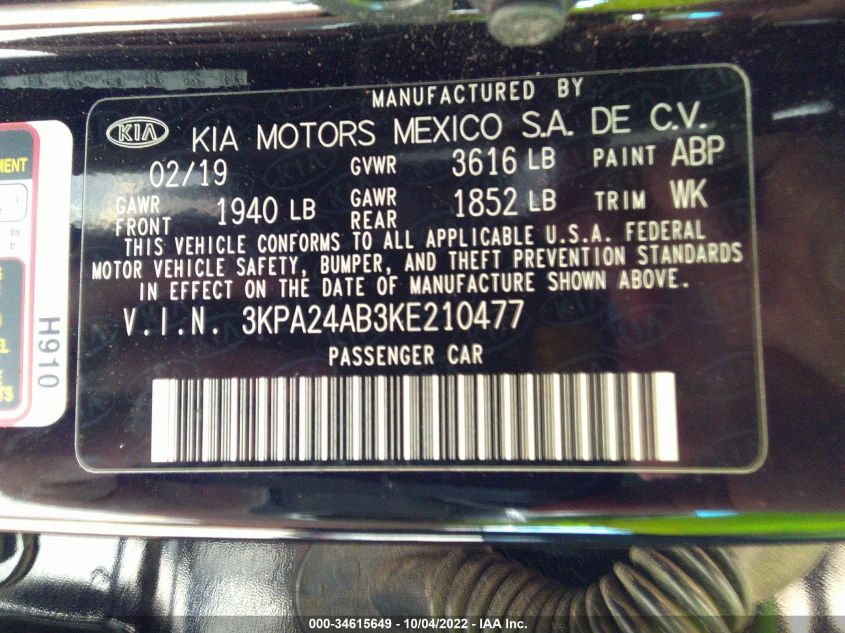 MANUFACTURED BY
KIA KIA MOTORS MEXICO S.A. DE C.V.
02/19 GVWR 3616 LB PAINT ABP
GAWR FRONT 1940 LB GAWR REAR 1852 LB TRIM WK
THIS VEHICLE CONFORMS TO ALL APPLICABLE U.S.A. FEDERAL
MOTOR VEHICLE SAFETY, BUMPER, AND THEFT PREVENTION STANDARDS
IN EFFECT ON THE DATE OF MANUFACTURE SHOWN ABOVE.
V.I.N. 3KPA24AB3KE210477
PASSENGER CAR
H910
000-34615649 - 10/04/2022 - IAA Inc.